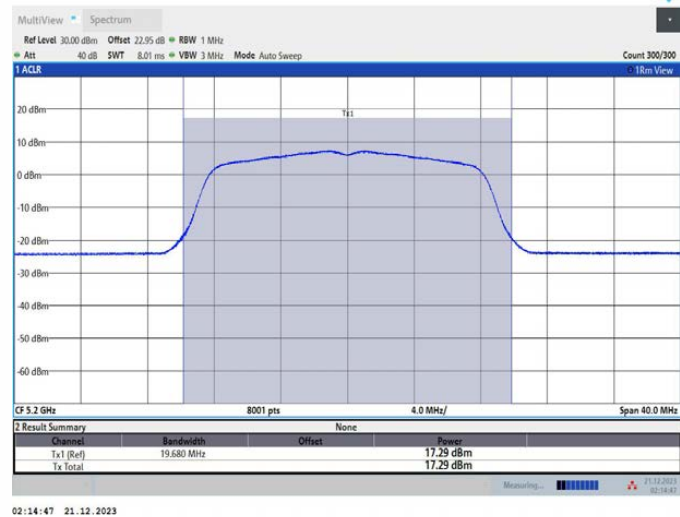 MultiView Spectrum
Ref Level 30.00 dBm Offset 22.95 dB RBW 1 MHz
Att 40 dB SWT 8.01 ms VBW 3 MHz Mode Auto Sweep Count 300/300
1 ACLR 1Rm View
Tx1
20 dBm
10 dBm
0 dBm
-10 dBm
-20 dBm
-30 dBm
-40 dBm
-50 dBm
-60 dBm
CF 5.2 GHz 8001 pts 4.0 MHz/ Span 40.0 MHz
2 Result Summary None
Channel Bandwidth Offset Power
Tx1 (Ref) 19.680 MHz 17.29 dBm
Tx Total 17.29 dBm
Measuring... 21.12.2023
02:14:47
02:14:47 21.12.2023